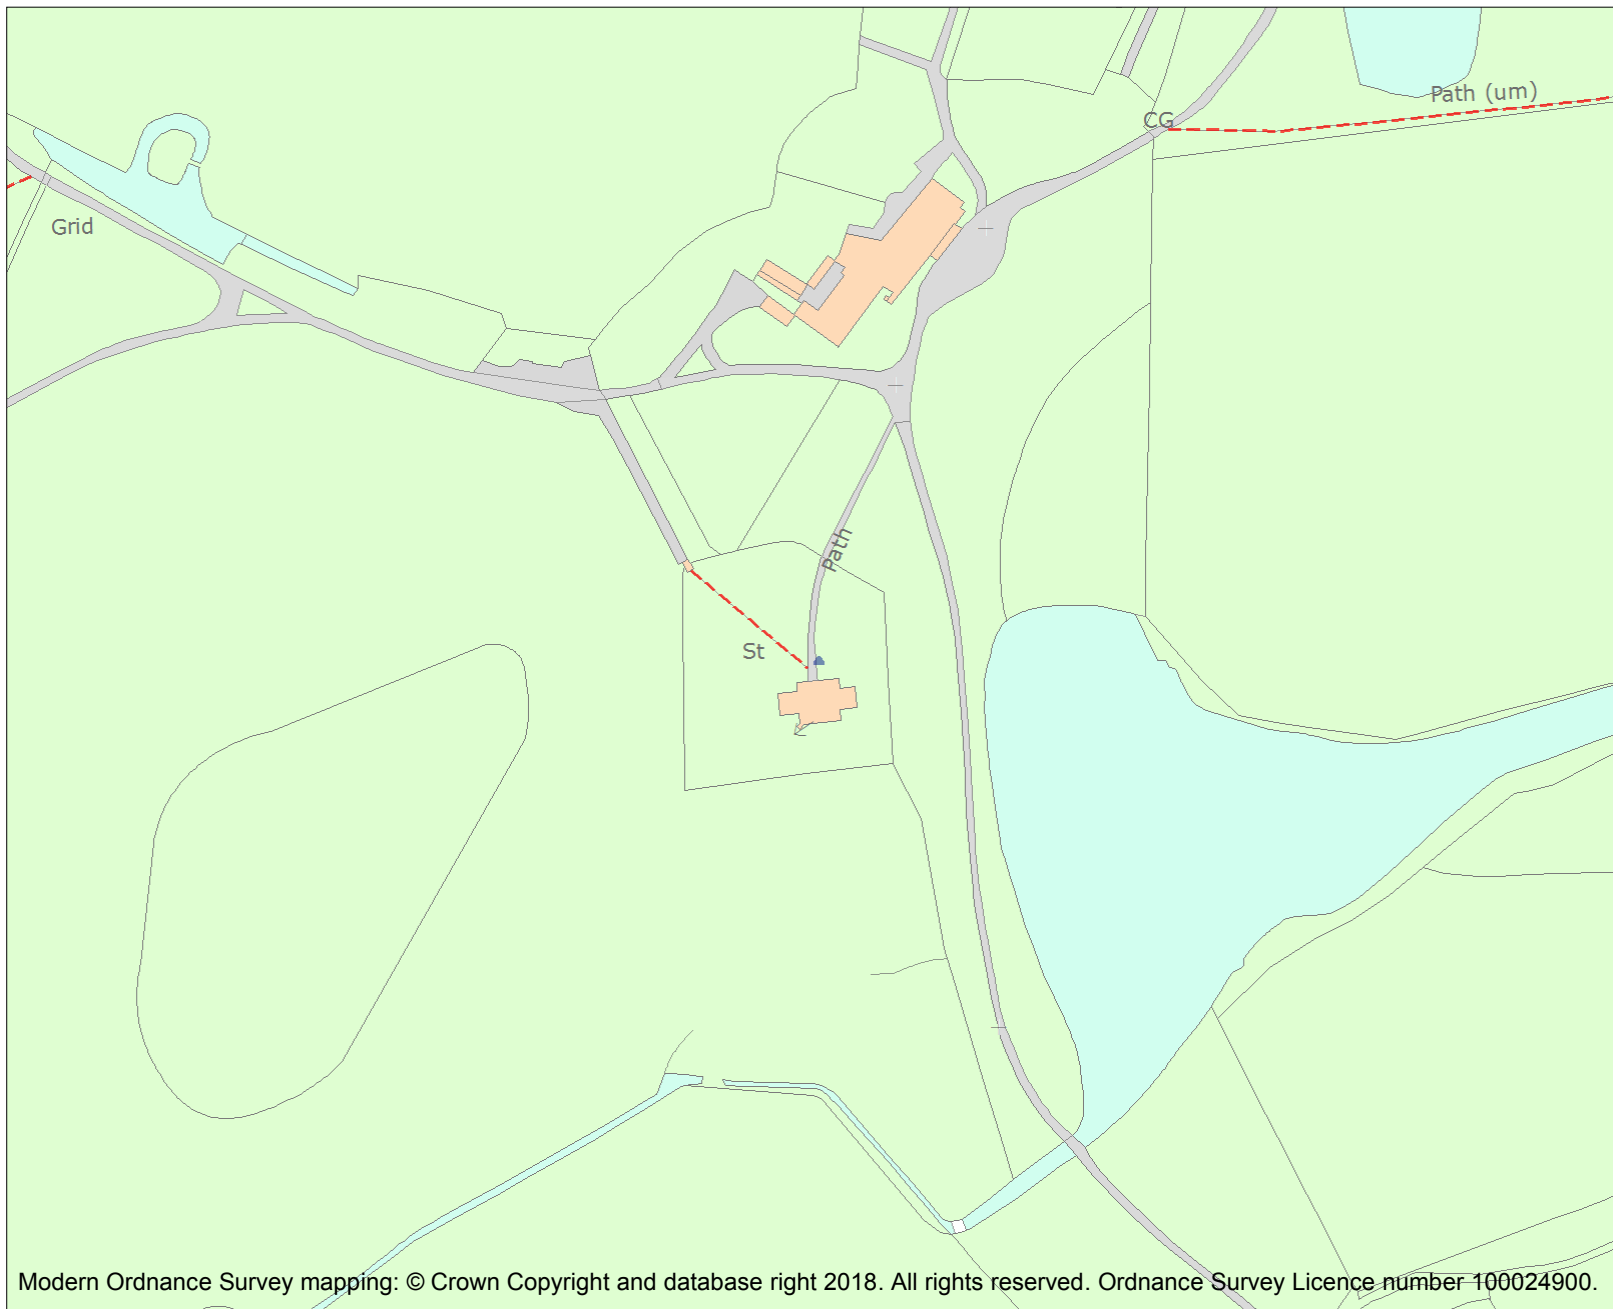 Path (um)
CG
Grid
Path
St
Modern Ordnance Survey mapping: © Crown Copyright and database right 2018. All rights reserved. Ordnance Survey Licence number 100024900.